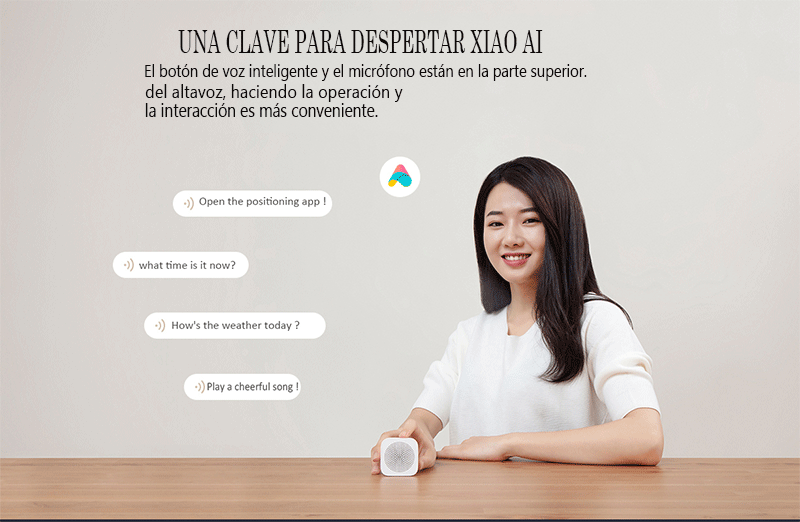 UNA CLAVE PARA DESPERTAR XIAO AI
El botón de voz inteligente y el micrófono están en la parte superior.
del altavoz, haciendo la operación y
la interacción es más conveniente.
Open the positioning app !
what time is it now?
How's the weather today ?
Play a cheerful song !